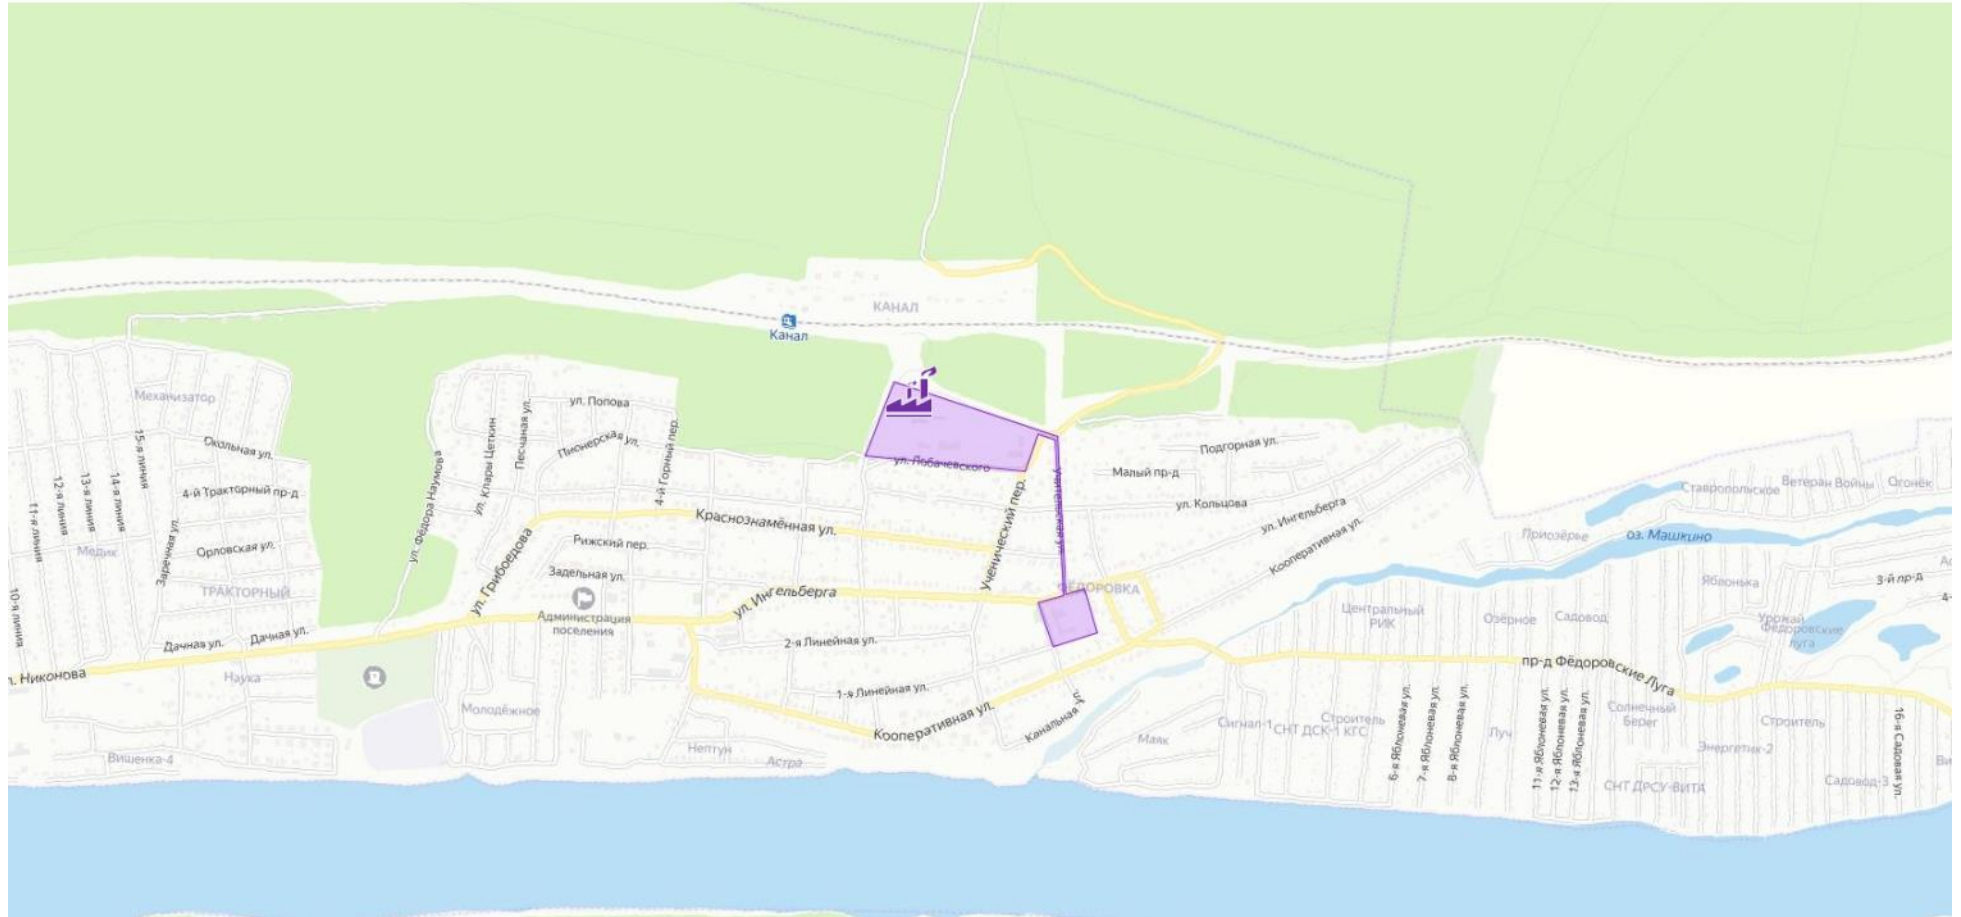 КАНАЛ
Канал
Механизатор
ул. Попова
Пионерская ул.
Песчаная ул.
ул. Клары Цеткин
4-й Горный пер.
Окольная ул.
15-я линия
14-я линия
13-я линия
12-я линия
11-я линия
10-я линия
4-й Тракторный пр-д
Заречная ул.
Орловская ул.
Медик
ТРАКТОРНЫЙ
ул. Фёдора Наумова
ул. Лобачевского
Подгорная ул.
Малый пр-д
ул. Кольцова
ул. Ингельберга
Кооперативная ул.
Краснознамённая ул.
Ученический пер.
Учительская ул.
Рижский пер.
Задельная ул.
ул. Грибоедова
Администрация
поселения
ул. Ингельберга
ФЁДОРОВКА
Дачная ул.
Дачная ул.
л. Никонова
Наука
2-я Линейная ул.
1-я Линейная ул.
Молодёжное
Кооперативная ул.
Канальная ул.
Нептун
Астра
Вишенка-4
Маяк
Ставропольское
Ветеран Войны
Огонёк
Приозёрье
оз. Машкино
Яблонька
3-й пр-д
4-
Центральный
РИК
Озёрное
Садовод
Урожай
Фёдоровские
луга
пр-д Фёдоровские Луга
Сигнал-1
СНТ ДСК-1 КГС
Строитель
6-я Яблоневая ул.
7-я Яблоневая ул.
8-я Яблоневая ул.
Луч
11-я Яблоневая ул.
12-я Яблоневая ул.
13-я Яблоневая ул.
Солнечный
Берег
Строитель
Энергетик-2
СНТ ДРСУ-ВИТА
Садовод-3
16-я Садовая ул.